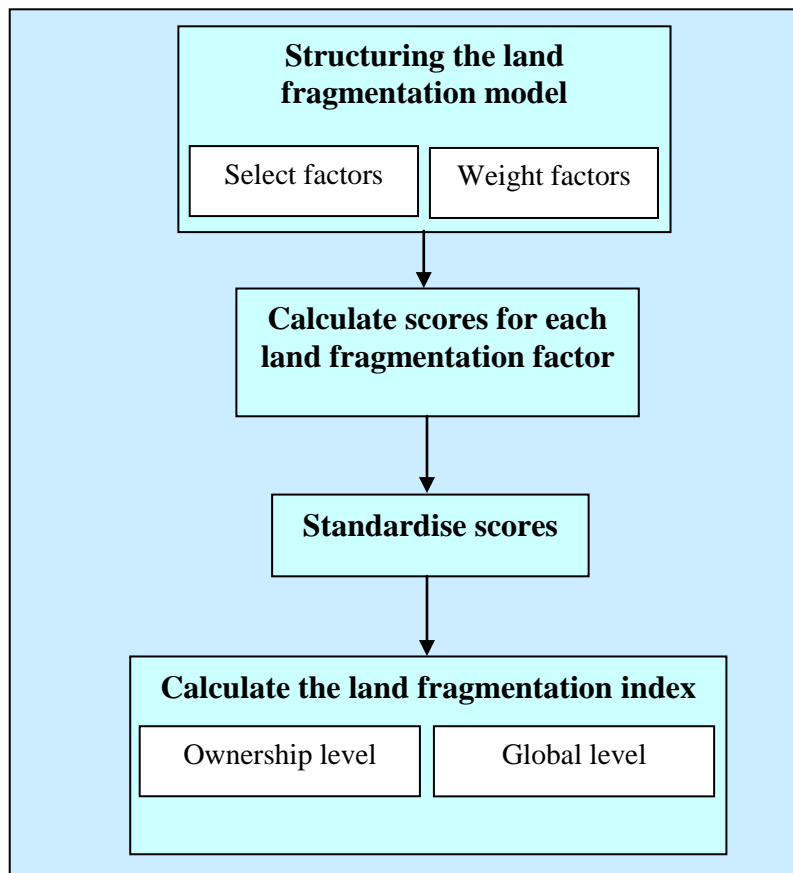 Structuring the land
fragmentation model
Select factors
Weight factors
Calculate scores for each
land fragmentation factor
Standardise scores
Calculate the land fragmentation index
Ownership level
Global level